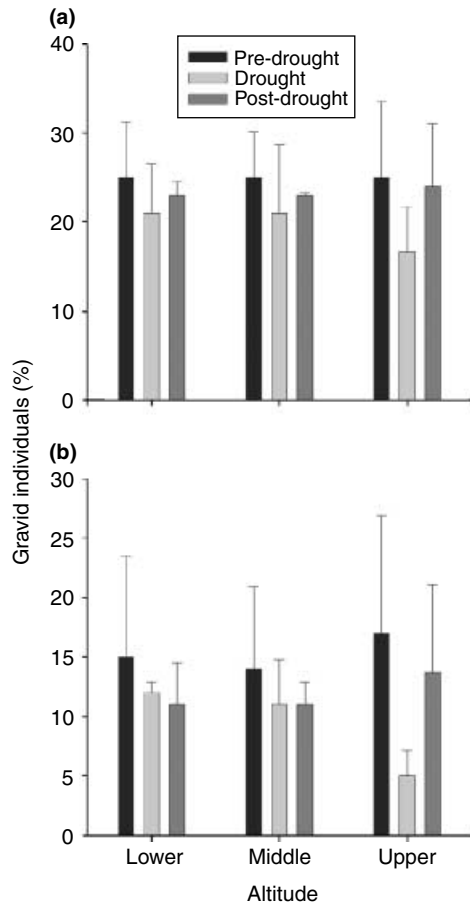 (a)
40
Pre-drought
Drought
Post-drought
30
20
10
0
Gravid individuals (%)
(b)
30
25
20
15
10
5
0
Lower Middle Upper
Altitude